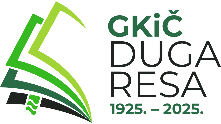 GKiČ
DUGA
RESA
1925. – 2025.